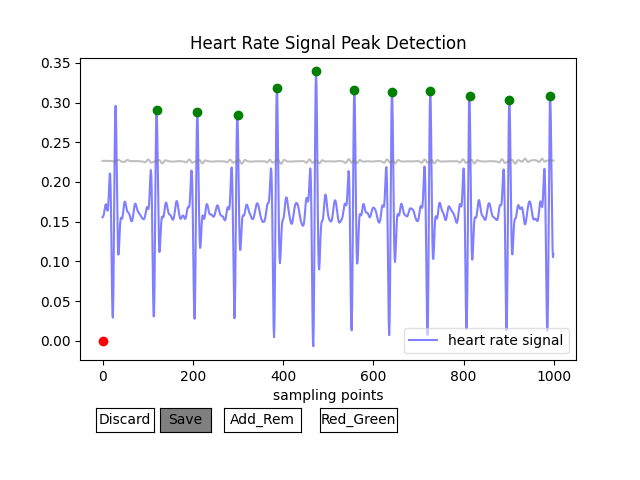 Heart Rate Signal Peak Detection
0.35
0.30
0.25
0.20
0.15
0.10
0.05
0.00
heart rate signal
0 200 400 600 800 1000
sampling points
Discard Save Add_Rem Red_Green